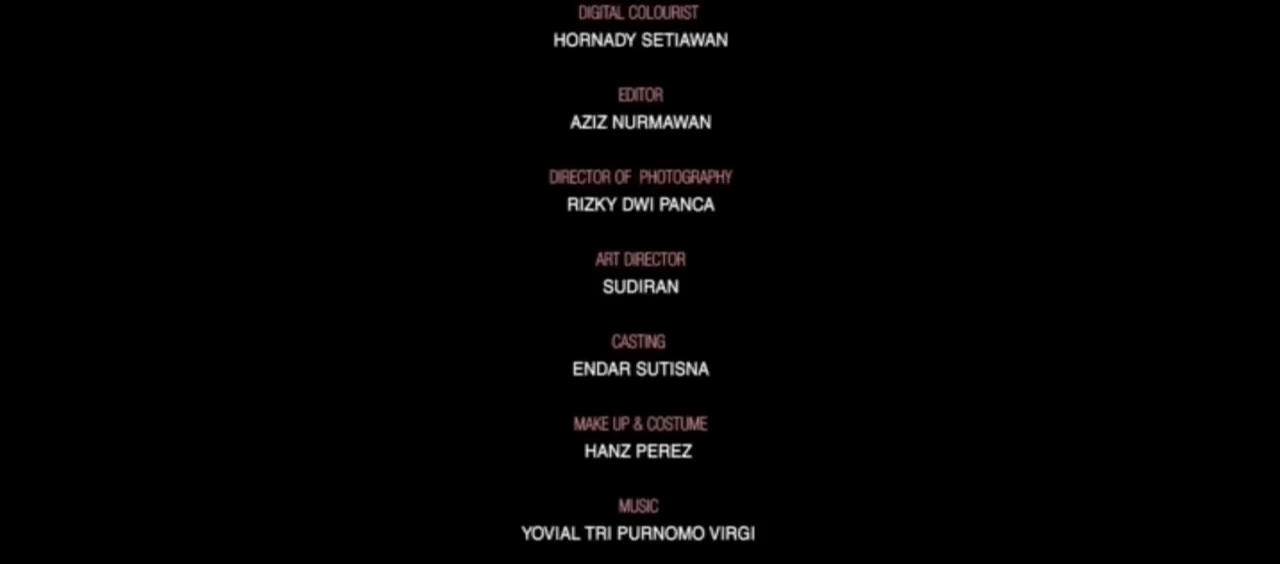 DIGITAL COLOURIST
HORNADY SETIAWAN
EDITOR
AZIZ NURMAWAN
DIRECTOR OF PHOTOGRAPHY
RIZKY DWI PANCA
ART DIRECTOR
SUDIRAN
CASTING
ENDAR SUTISNA
MAKE UP & COSTUME
HANZ PEREZ
MUSIC
YOVIAL TRI PURNOMO VIRGI